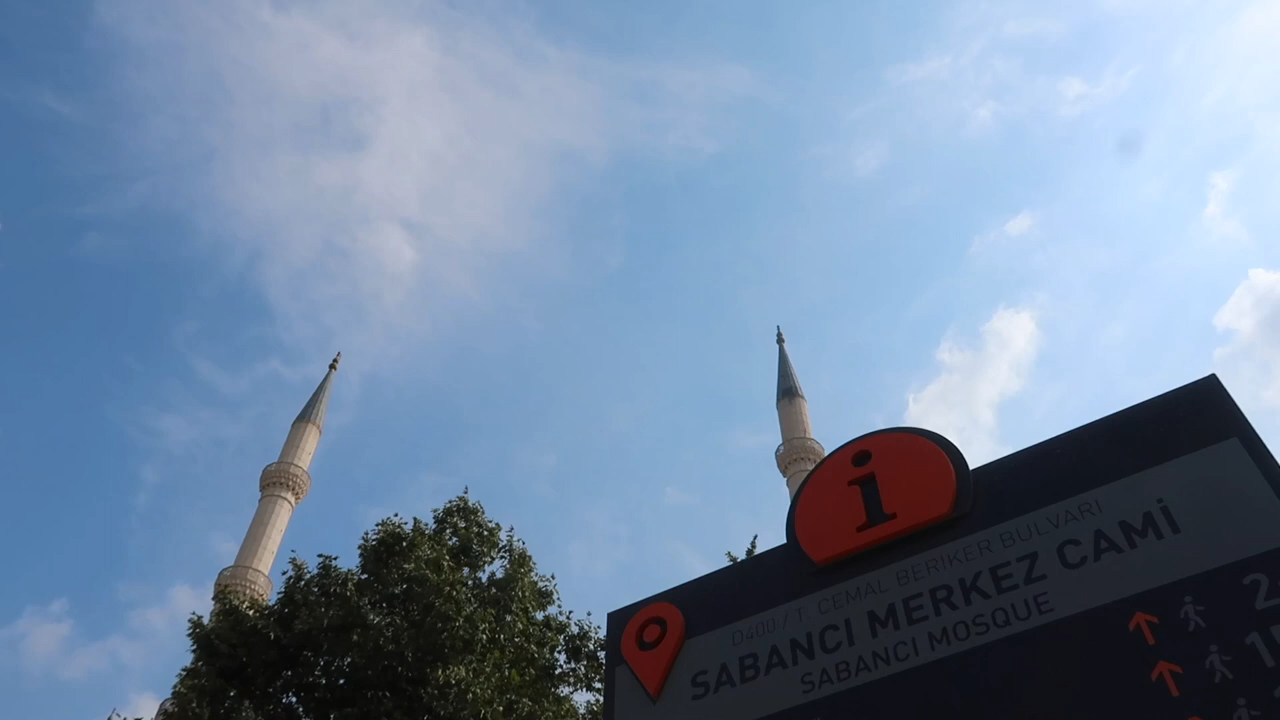 i
D400 / T. CEMAL BERİKER BULVARI
SABANCI MERKEZ CAMİ
SABANCI MOSQUE